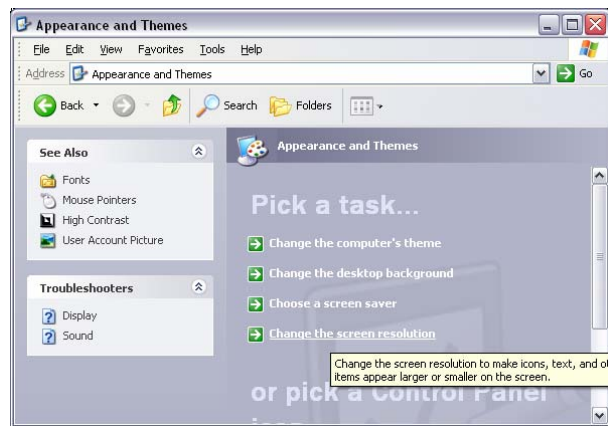 Appearance and Themes
File Edit View Favorites Tools Help
Address Appearance and Themes Go
Back Search Folders
See Also
Fonts
Mouse Pointers
High Contrast
User Account Picture
Troubleshooters
Display
Sound
Appearance and Themes
Pick a task...
Change the computer's theme
Change the desktop background
Choose a screen saver
Change the screen resolution
Change the screen resolution to make icons, text, and
items appear larger or smaller on the screen.
or pick a Control Panel